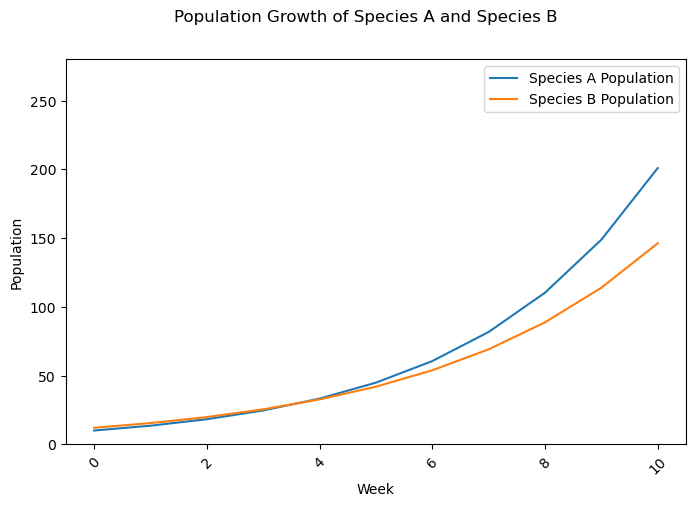 Population Growth of Species A and Species B
Species A Population
Species B Population
250
200
150
100
50
0
Population
0
2
4
6
8
10
Week